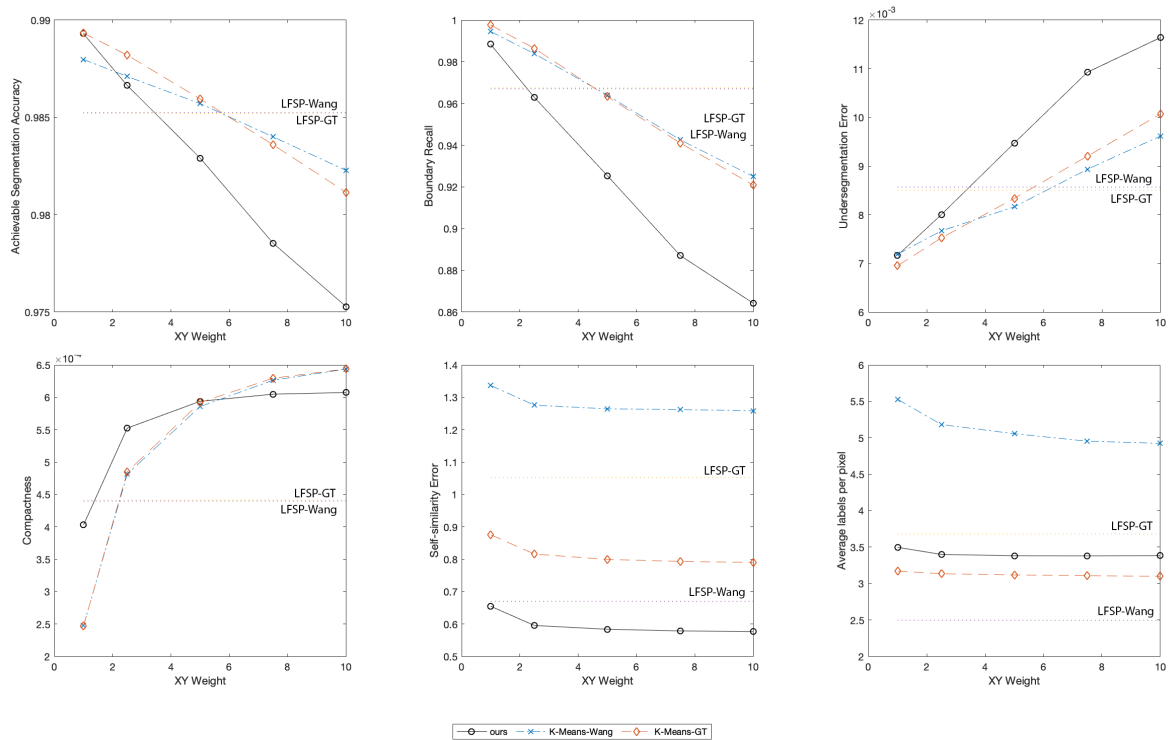 0.99
0.985
0.98
0.975
Achievable Segmentation Accuracy
LFSP-Wang
LFSP-GT
0 2 4 6 8 10
XY Weight
1
0.98
0.96
0.94
0.92
0.9
0.88
0.86
Boundary Recall
LFSP-GT
LFSP-Wang
0 2 4 6 8 10
XY Weight
×10⁻³
12
11
10
9
8
7
6
Undersegmentation Error
LFSP-Wang
LFSP-GT
0 2 4 6 8 10
XY Weight
6.5
6
5.5
5
4.5
4
3.5
3
2.5
2
Compactness
LFSP-GT
LFSP-Wang
0 2 4 6 8 10
XY Weight
1.4
1.3
1.2
1.1
1
0.9
0.8
0.7
0.6
0.5
Self-similarity Error
LFSP-GT
LFSP-Wang
0 2 4 6 8 10
XY Weight
6
5.5
5
4.5
4
3.5
3
2.5
2
Average labels per pixel
LFSP-GT
LFSP-Wang
0 2 4 6 8 10
XY Weight
ours K-Means-Wang K-Means-GT